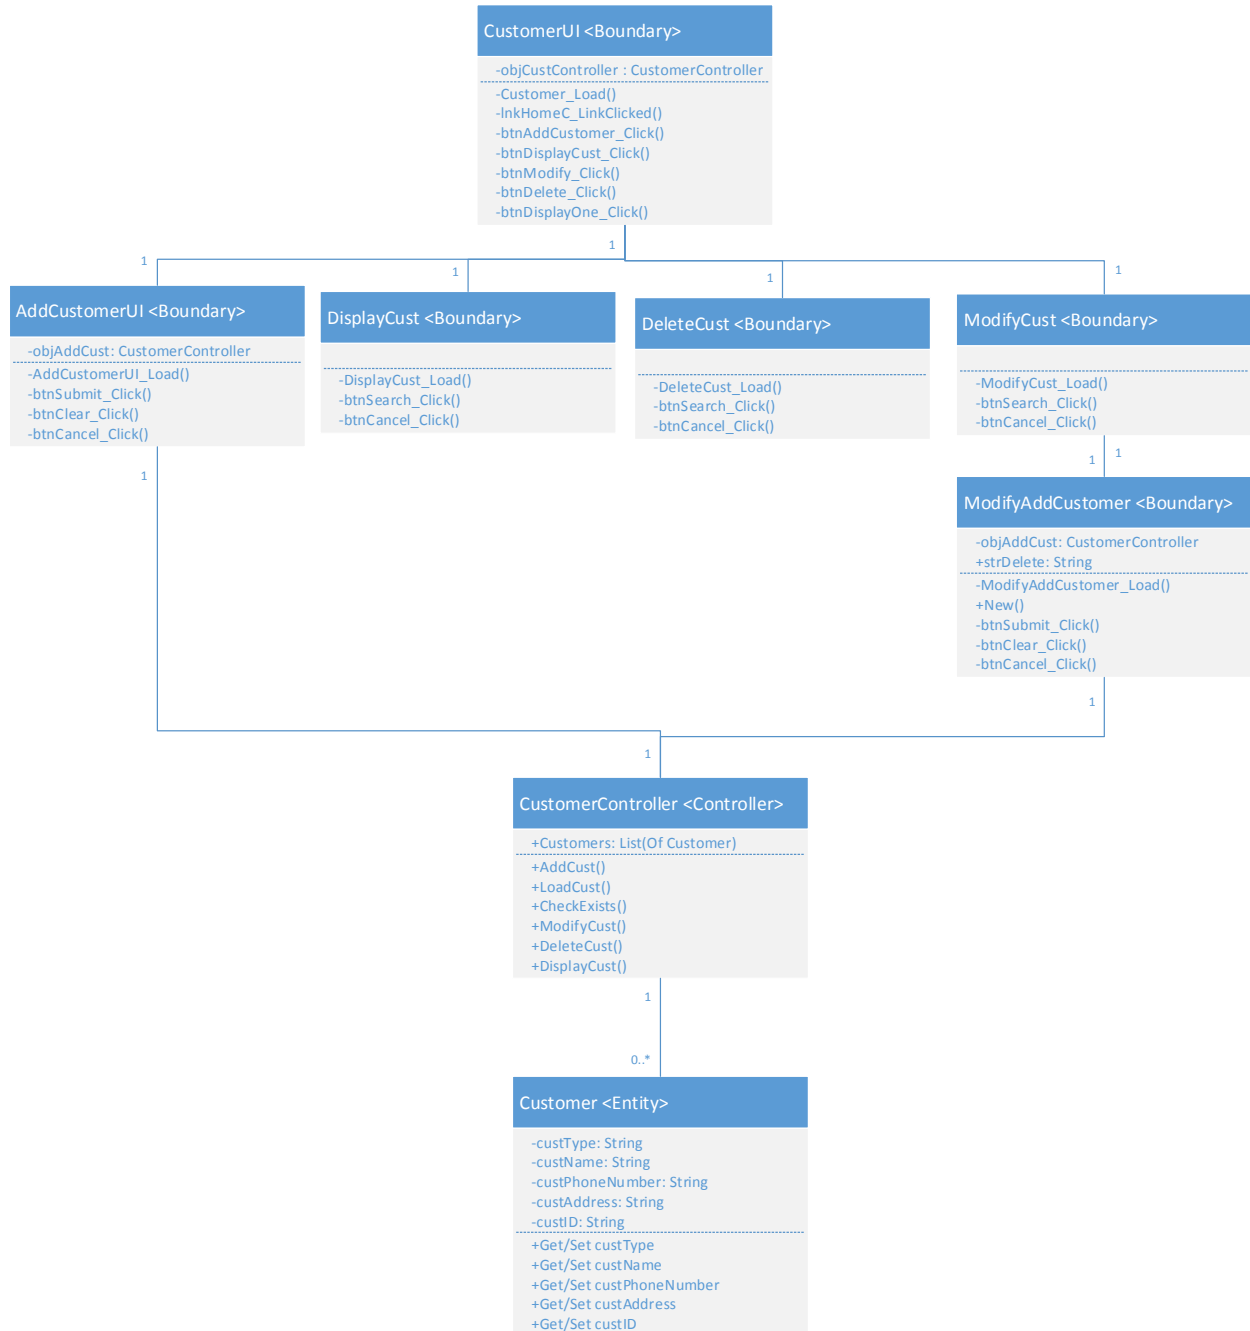 CustomerUI <Boundary>
-objCustController : CustomerController
-Customer_Load()
-lnkHomeC_LinkClicked()
-btnAddCustomer_Click()
-btnDisplayCust_Click()
-btnModify_Click()
-btnDelete_Click()
-btnDisplayOne_Click()
1
1
1
1
1
AddCustomerUI <Boundary>
-objAddCust: CustomerController
-AddCustomerUI_Load()
-btnSubmit_Click()
-btnClear_Click()
-btnCancel_Click()
1
DisplayCust <Boundary>
-DisplayCust_Load()
-btnSearch_Click()
-btnCancel_Click()
DeleteCust <Boundary>
-DeleteCust_Load()
-btnSearch_Click()
-btnCancel_Click()
ModifyCust <Boundary>
-ModifyCust_Load()
-btnSearch_Click()
-btnCancel_Click()
1
1
ModifyAddCustomer <Boundary>
-objAddCust: CustomerController
+strDelete: String
-ModifyAddCustomer_Load()
+New()
-btnSubmit_Click()
-btnClear_Click()
-btnCancel_Click()
1
1
CustomerController <Controller>
+Customers: List(Of Customer)
+AddCust()
+LoadCust()
+CheckExists()
+ModifyCust()
+DeleteCust()
+DisplayCust()
1
0..*
Customer <Entity>
-custType: String
-custName: String
-custPhoneNumber: String
-custAddress: String
-custID: String
+Get/Set custType
+Get/Set custName
+Get/Set custPhoneNumber
+Get/Set custAddress
+Get/Set custID